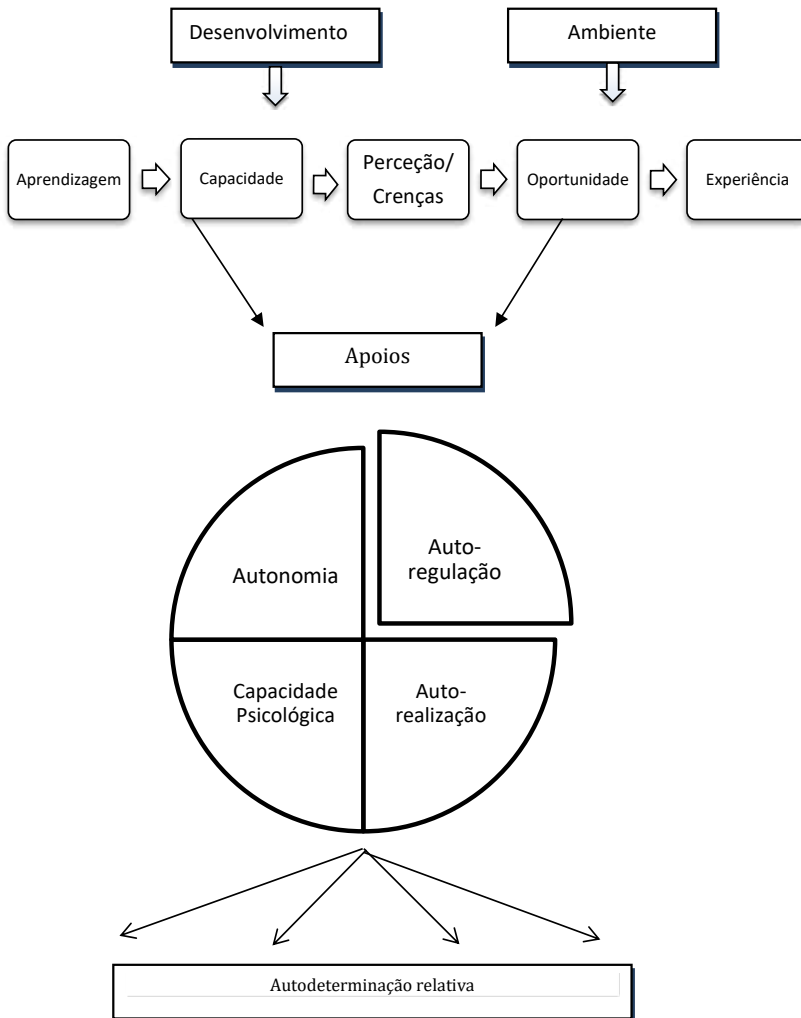 Desenvolvimento
Ambiente
Aprendizagem
Capacidade
Perceção/
Crenças
Oportunidade
Experiência
Apoios
Autonomia
Auto-
regulação
Capacidade
Psicológica
Auto-
realização
Autodeterminação relativa